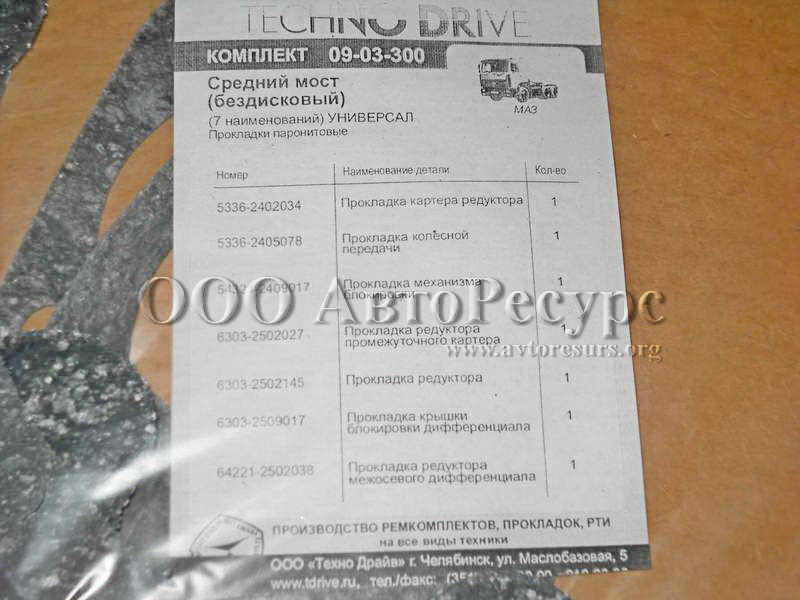 TECHNO DRIVE
КОМПЛЕКТ 09-03-300
Средний мост
(бездисковый)
(7 наименований) УНИВЕРСАЛ
Прокладки паронитовые
МАЗ
Номер Наименование детали Кол-во
5336-2402034 Прокладка картера редуктора 1
5336-2405078 Прокладка колесной 1
передачи
5432-2409017 Прокладка механизма 1
блокировки
ООО АвтоРесурс
6303-2502027 Прокладка редуктора 1
промежуточного картера
www.avtoresurs.org
6303-2502145 Прокладка редуктора 1
6303-2509017 Прокладка крышки 1
блокировки дифференциала
64221-2502038 Прокладка редуктора 1
межосевого дифференциала
ПРОИЗВОДСТВО РЕМКОМПЛЕКТОВ, ПРОКЛАДОК, РТИ
на все виды техники
ООО «Техно Драйв» г. Челябинск, ул. Маслобазовая, 5
www.tdrive.ru, тел./факс: